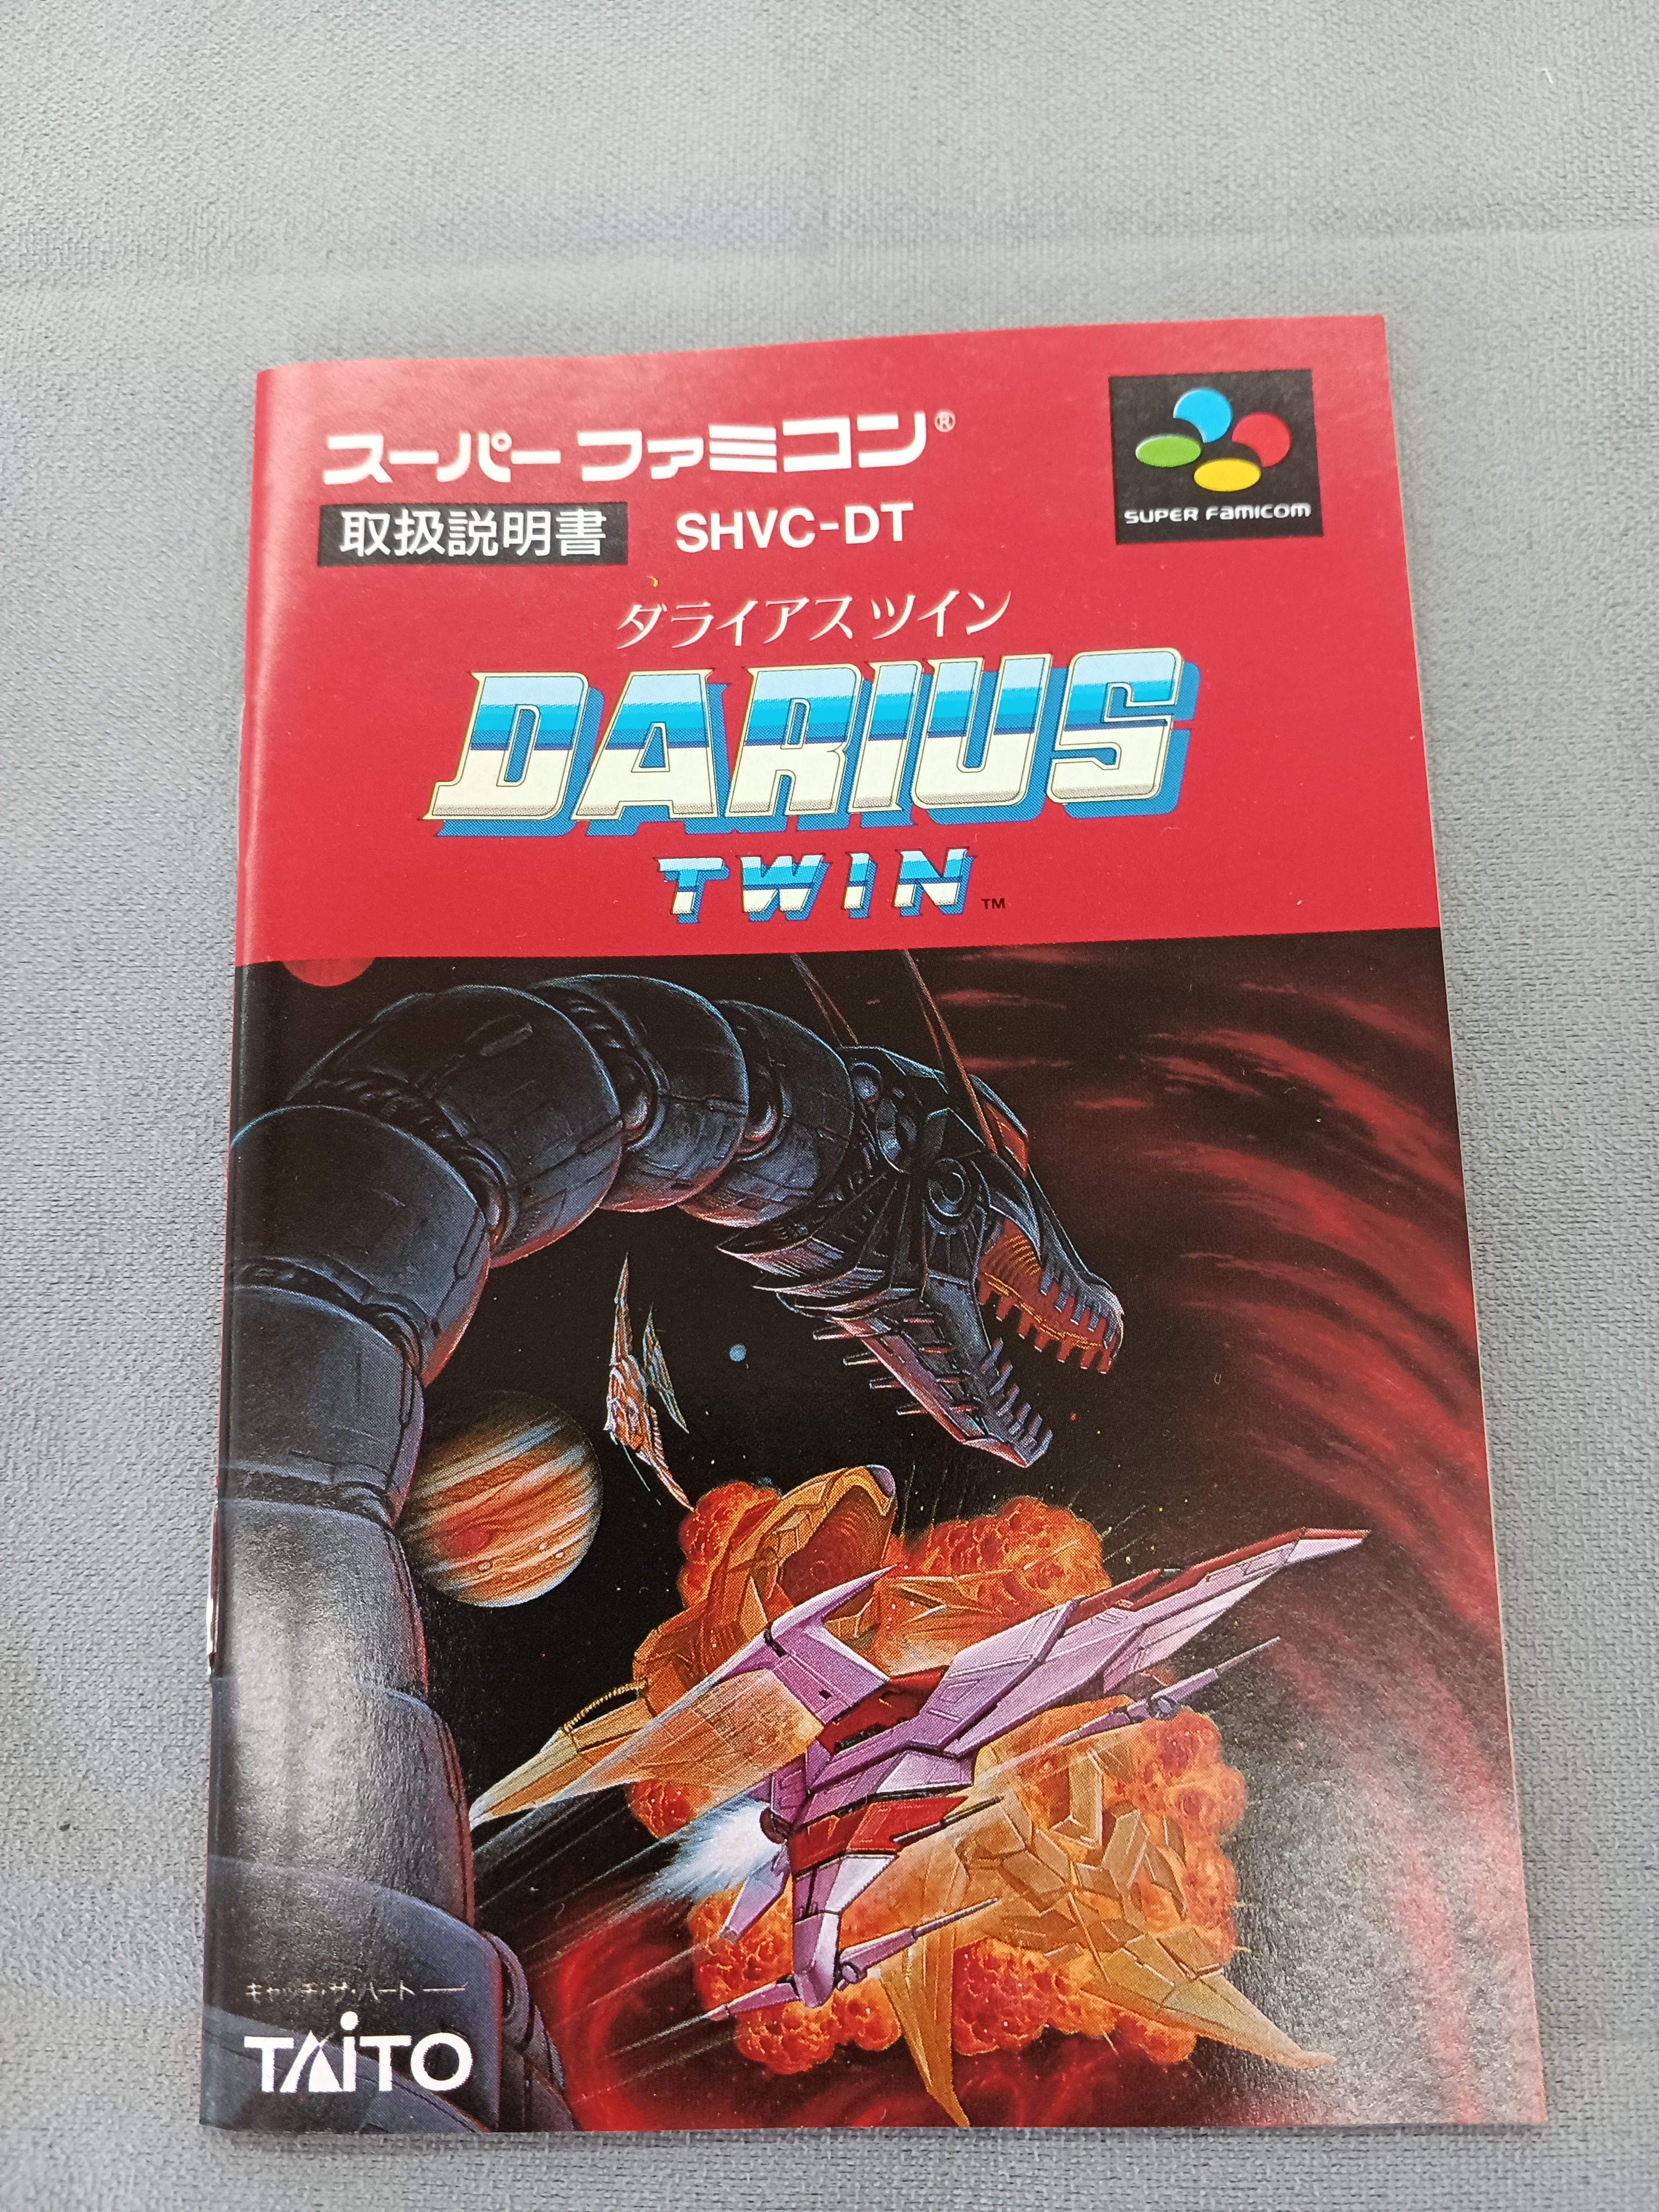 スーパーファミコン®
取扱説明書 SHVC-DT
SUPER FAMICOM
ダライアス ツイン
DARIUS
TWIN™
キャッチ・ザ・ハート
TAITO